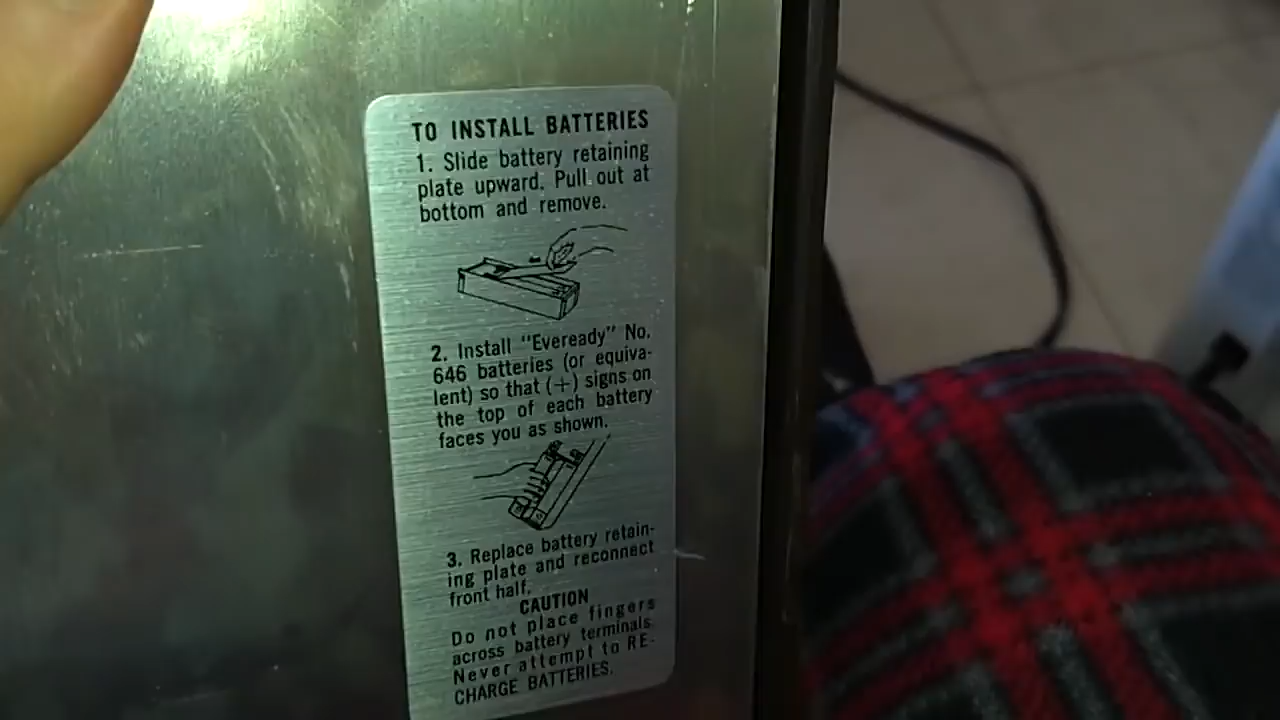 TO INSTALL BATTERIES
1. Slide battery retaining
plate upward. Pull out at
bottom and remove.
2. Install "Eveready" No.
646 batteries (or equiva-
lent) so that (+) signs on
the top of each battery
faces you as shown.
3. Replace battery retain-
ing plate and reconnect
front half.
CAUTION
Do not place fingers
across battery terminals.
Never attempt to RE-
CHARGE BATTERIES.